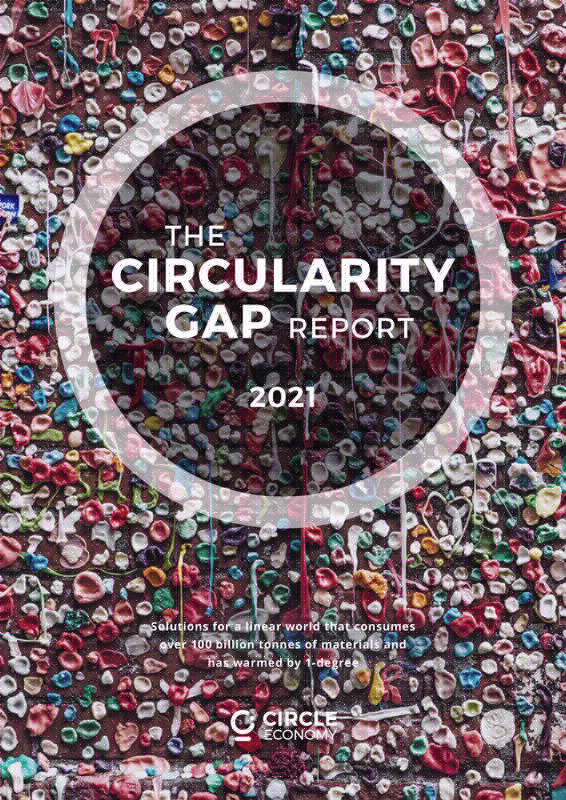 THE
CIRCULARITY
GAP REPORT
2021
Solutions for a linear world that consumes
over 100 billion tonnes of materials and
has warmed by 1-degree
CIRCLE
ECONOMY